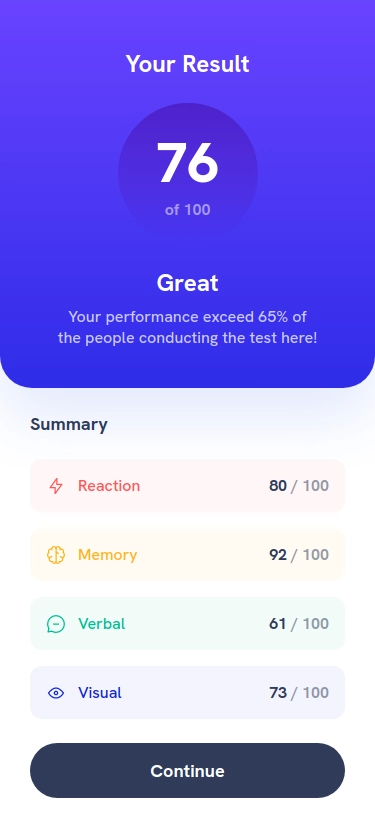 Your Result
76
of 100
Great
Your performance exceed 65% of
the people conducting the test here!
Summary
Reaction 80 / 100
Memory 92 / 100
Verbal 61 / 100
Visual 73 / 100
Continue